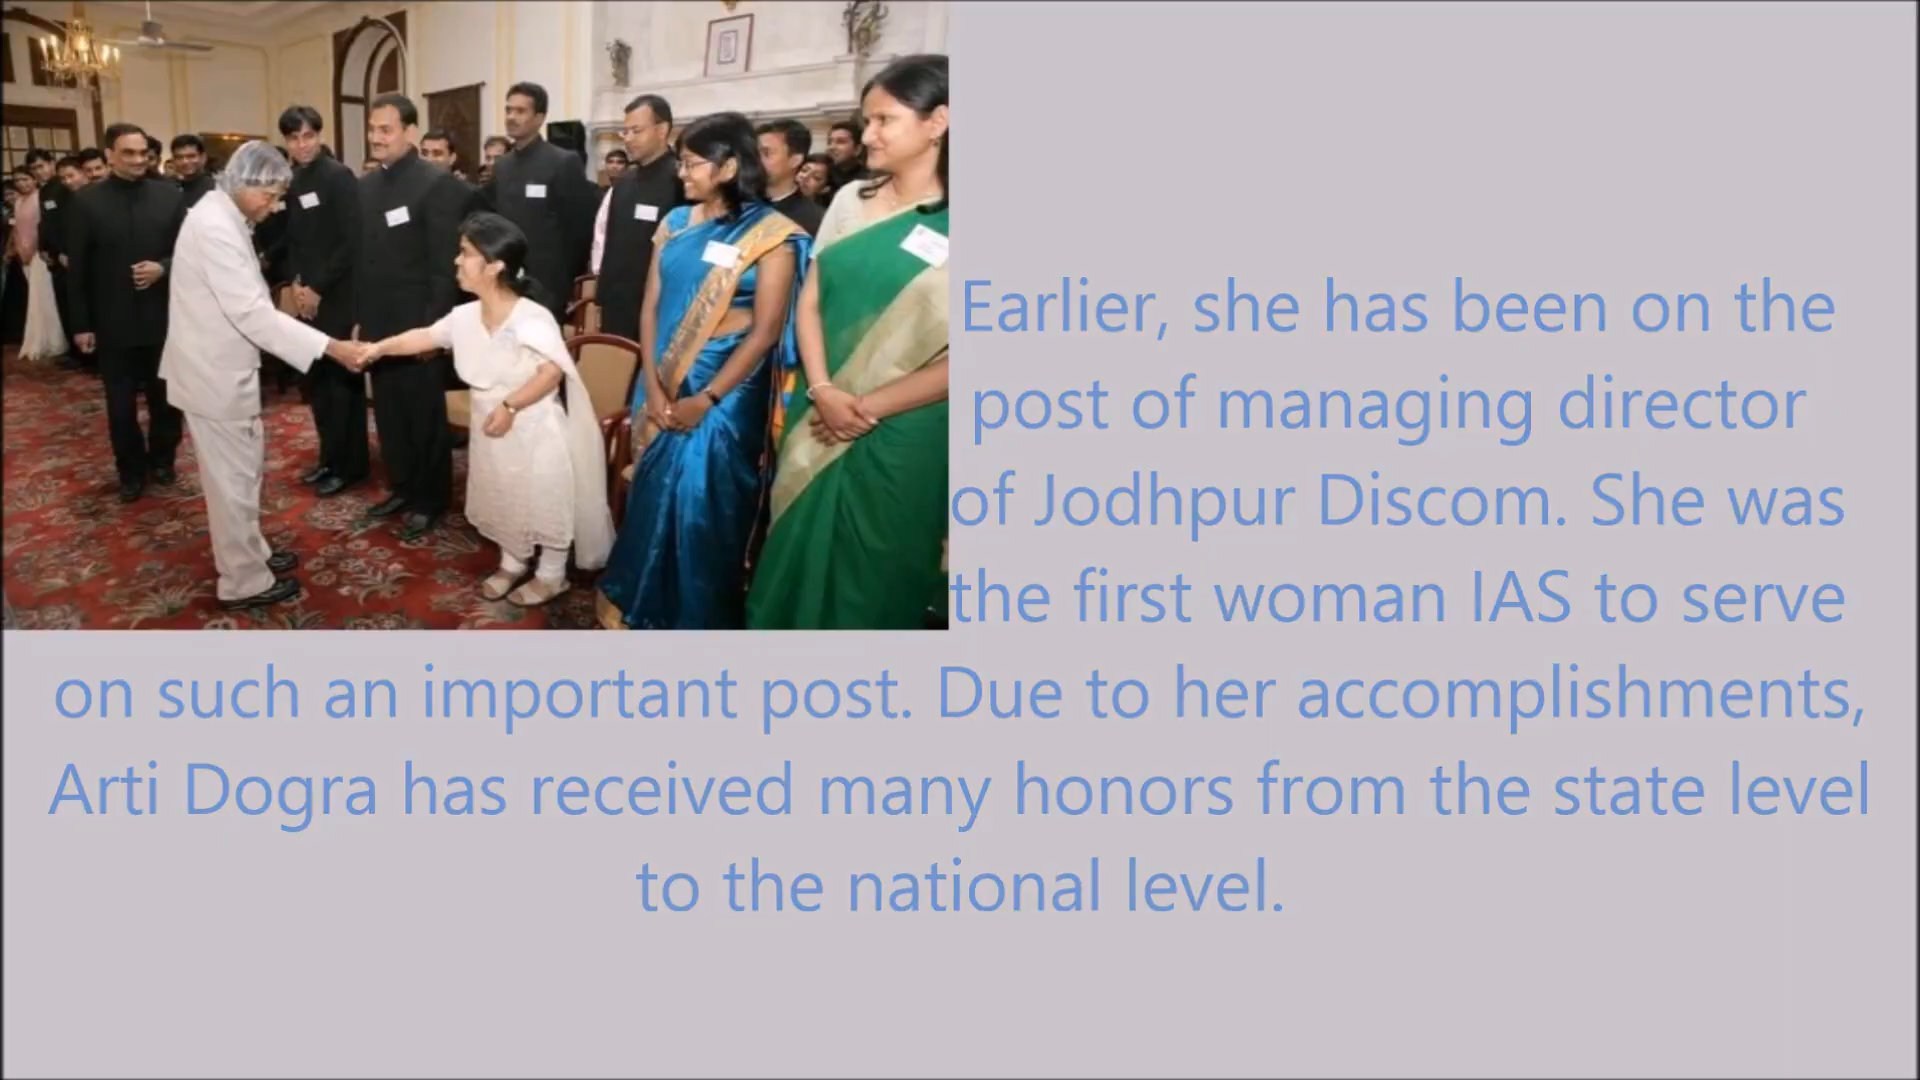 Earlier, she has been on the
post of managing director
of Jodhpur Discom. She was
the first woman IAS to serve
on such an important post. Due to her accomplishments,
Arti Dogra has received many honors from the state level
to the national level.